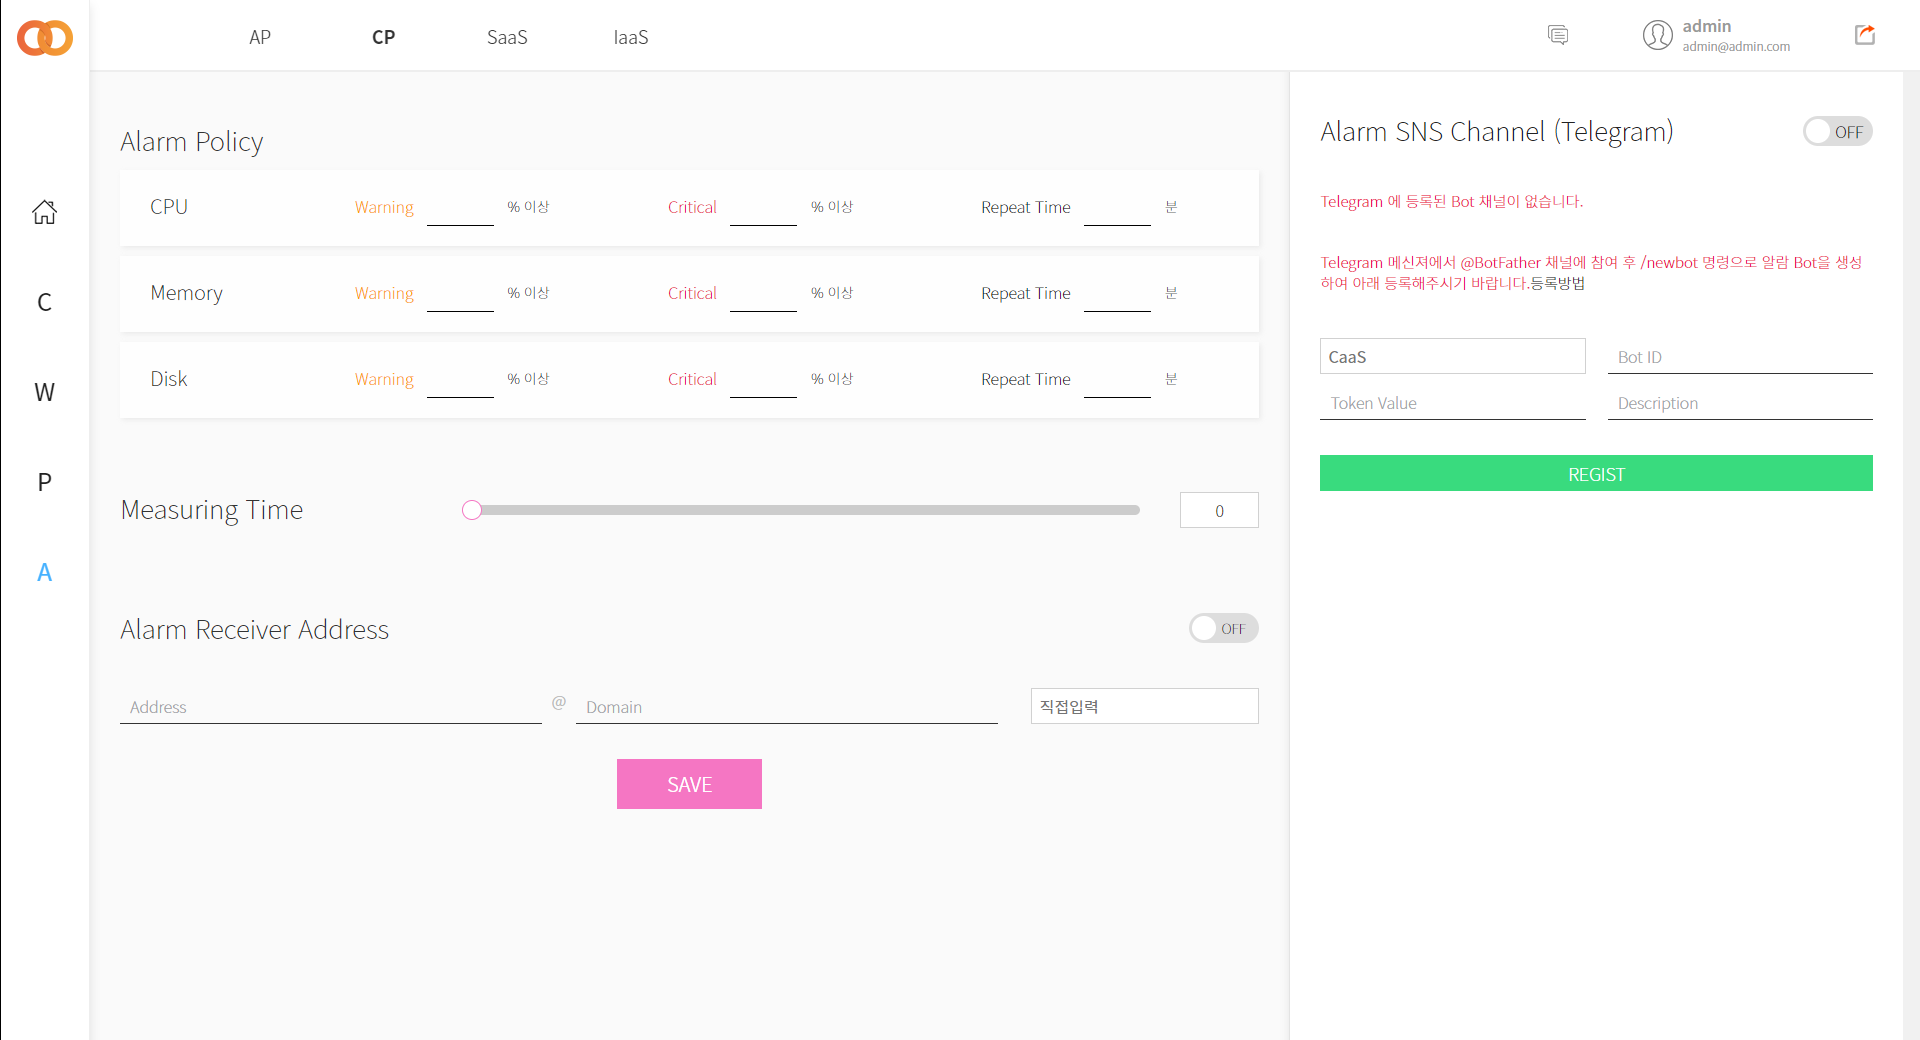 AP CP SaaS IaaS
admin
admin@admin.com
C
W
P
A
Alarm Policy
CPU Warning % 이상 Critical % 이상 Repeat Time 분
Memory Warning % 이상 Critical % 이상 Repeat Time 분
Disk Warning % 이상 Critical % 이상 Repeat Time 분
Measuring Time 0
Alarm Receiver Address OFF
Address @ Domain 직접입력
SAVE
Alarm SNS Channel (Telegram) OFF
Telegram 에 등록된 Bot 채널이 없습니다.
Telegram 메신져에서 @BotFather 채널에 참여 후 /newbot 명령으로 알람 Bot을 생성
하여 아래 등록해주시기 바랍니다.등록방법
CaaS Bot ID
Token Value Description
REGIST